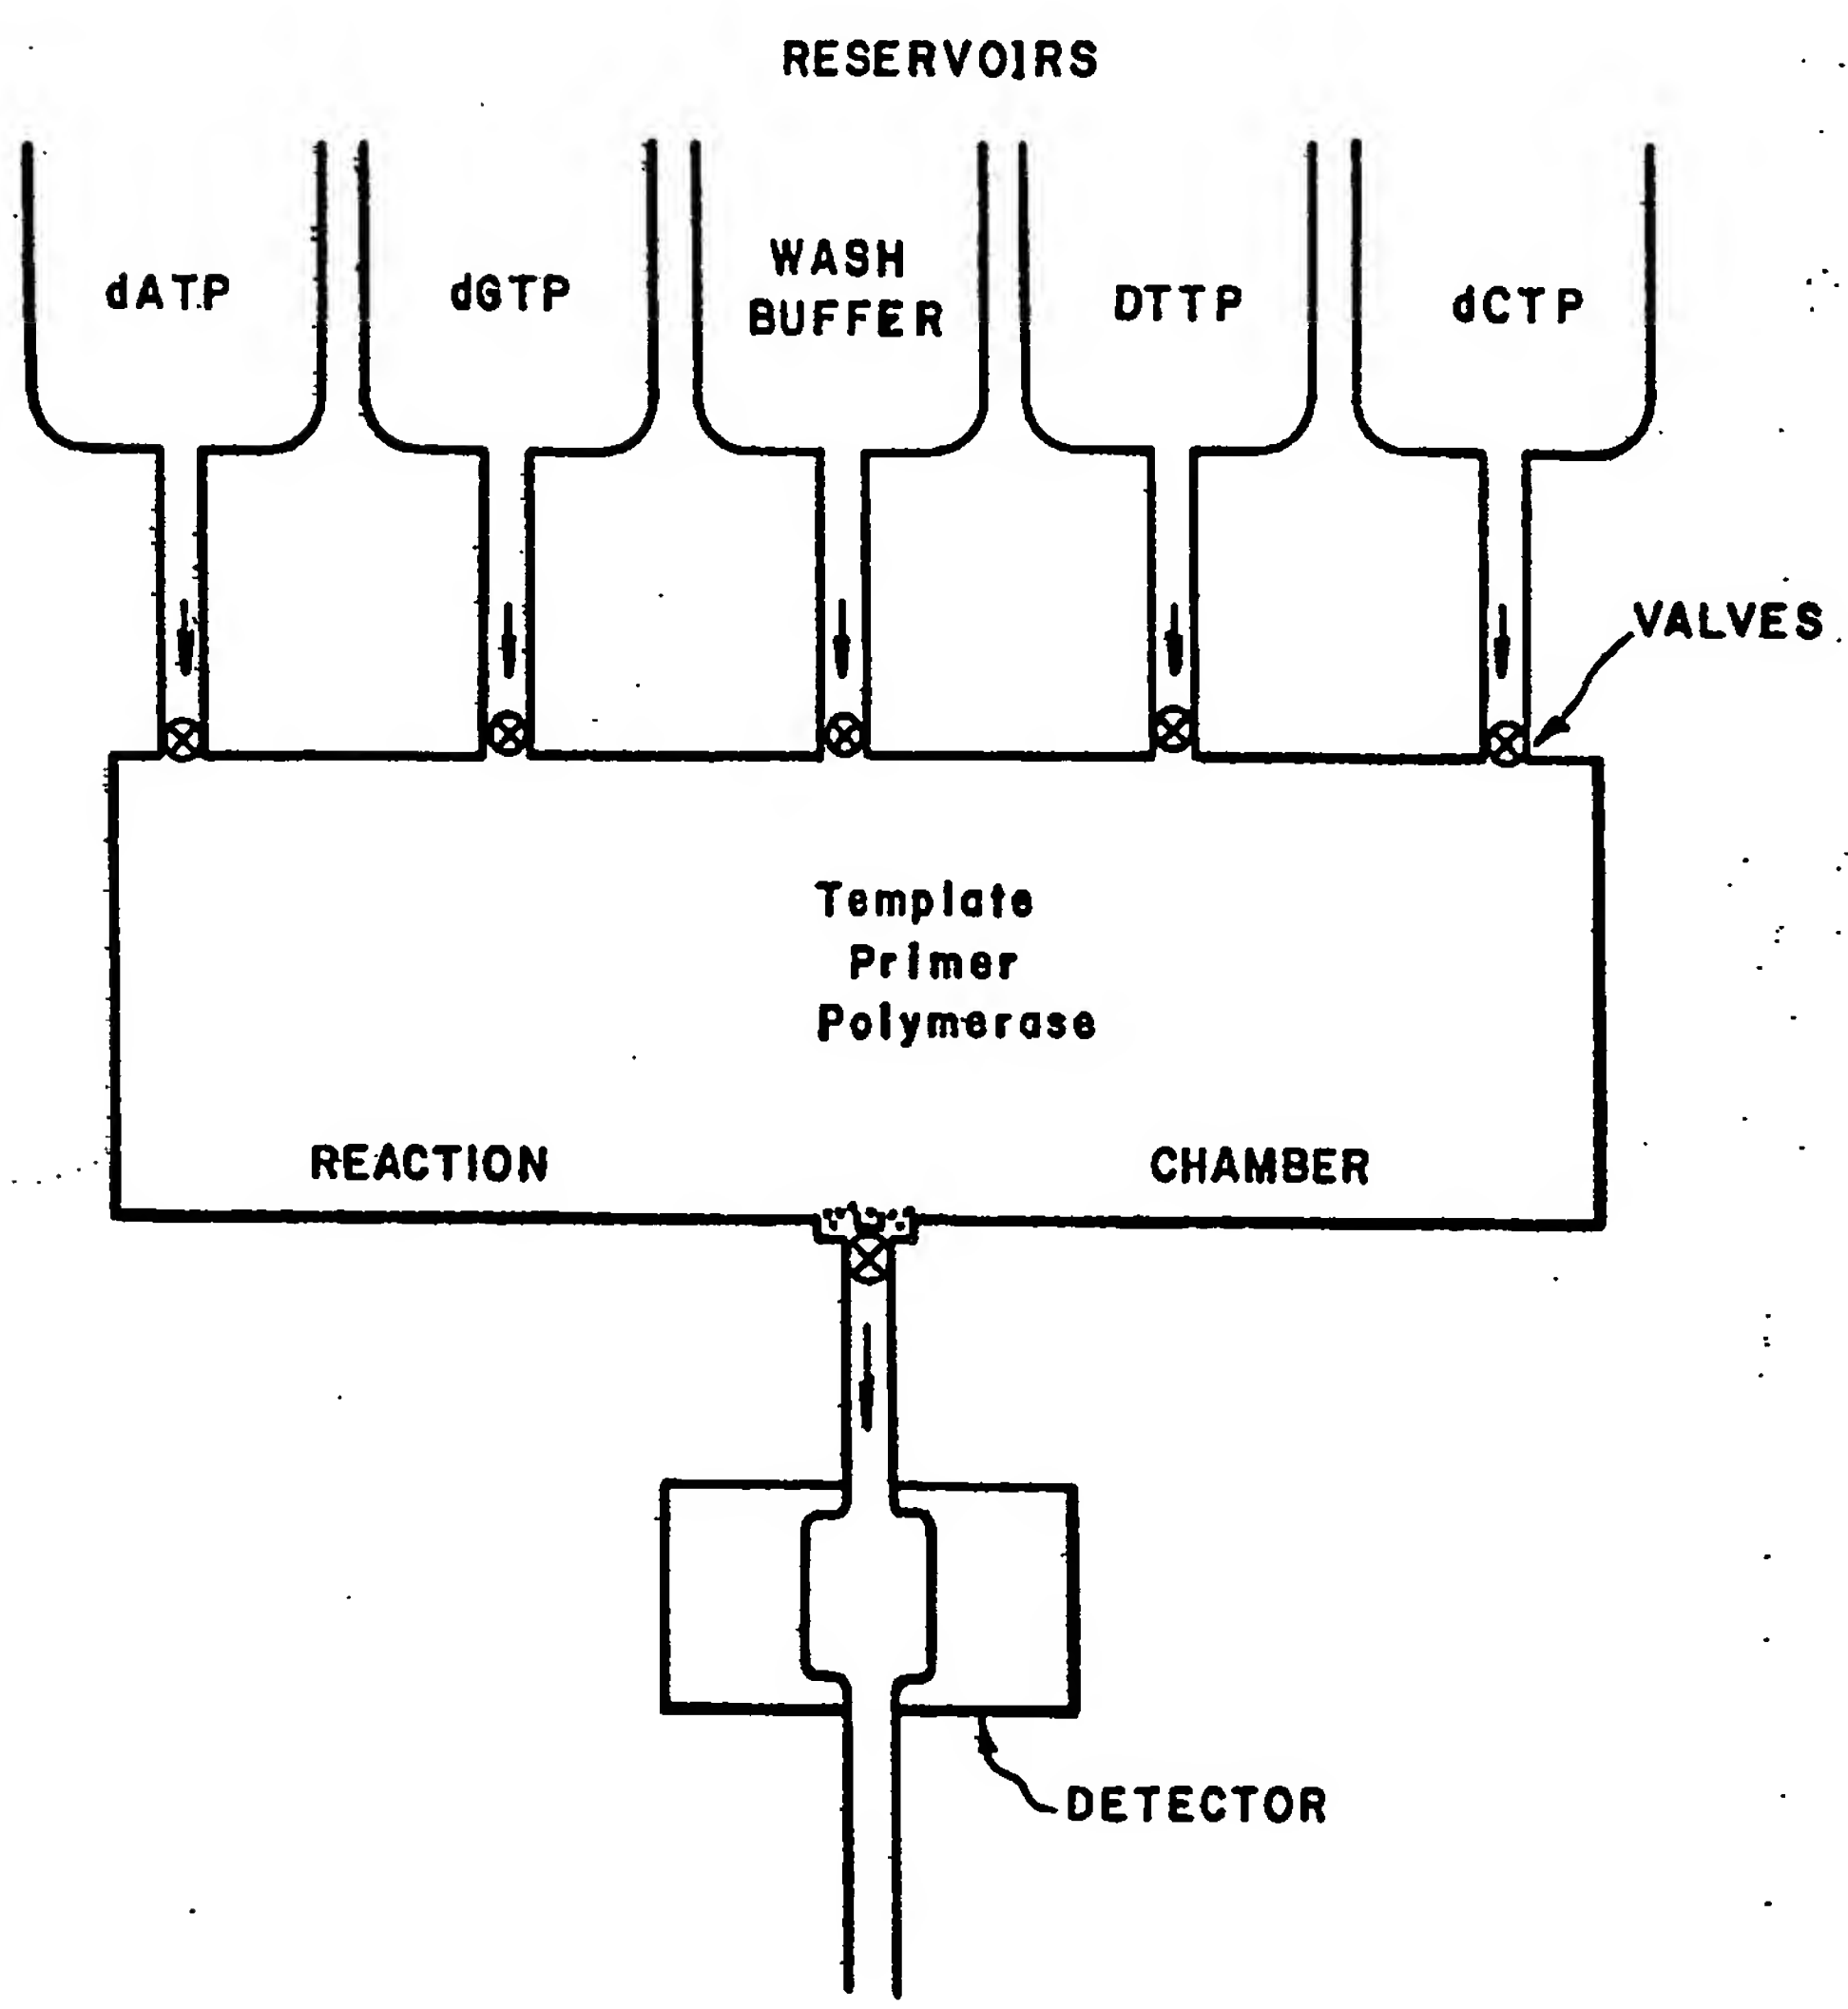 RESERVOIRS
dATP
dGTP
WASH
BUFFER
DTTP
dCTP
VALVES
Template
Primer
Polymerase
REACTION
CHAMBER
DETECTOR